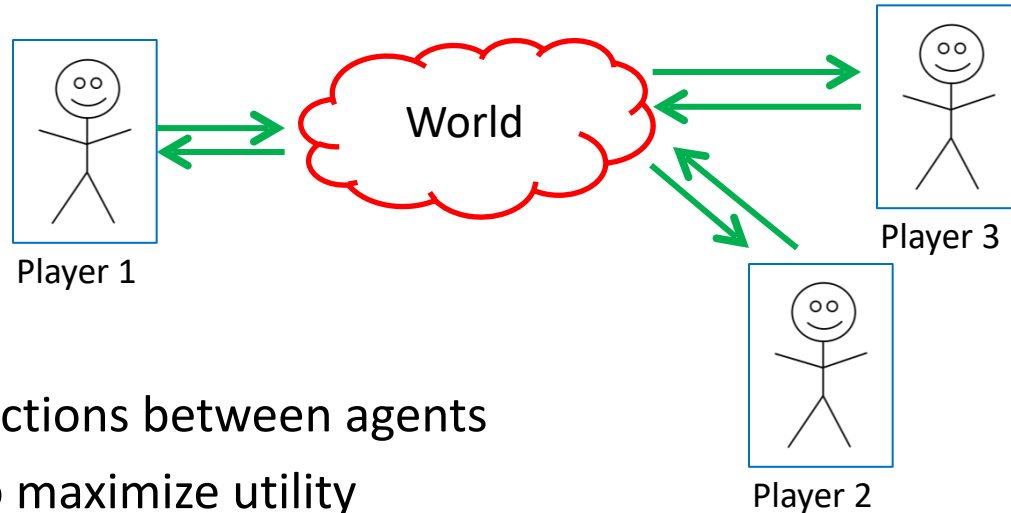 World
Player 1
Player 3
ctions between agents
o maximize utility
Player 2